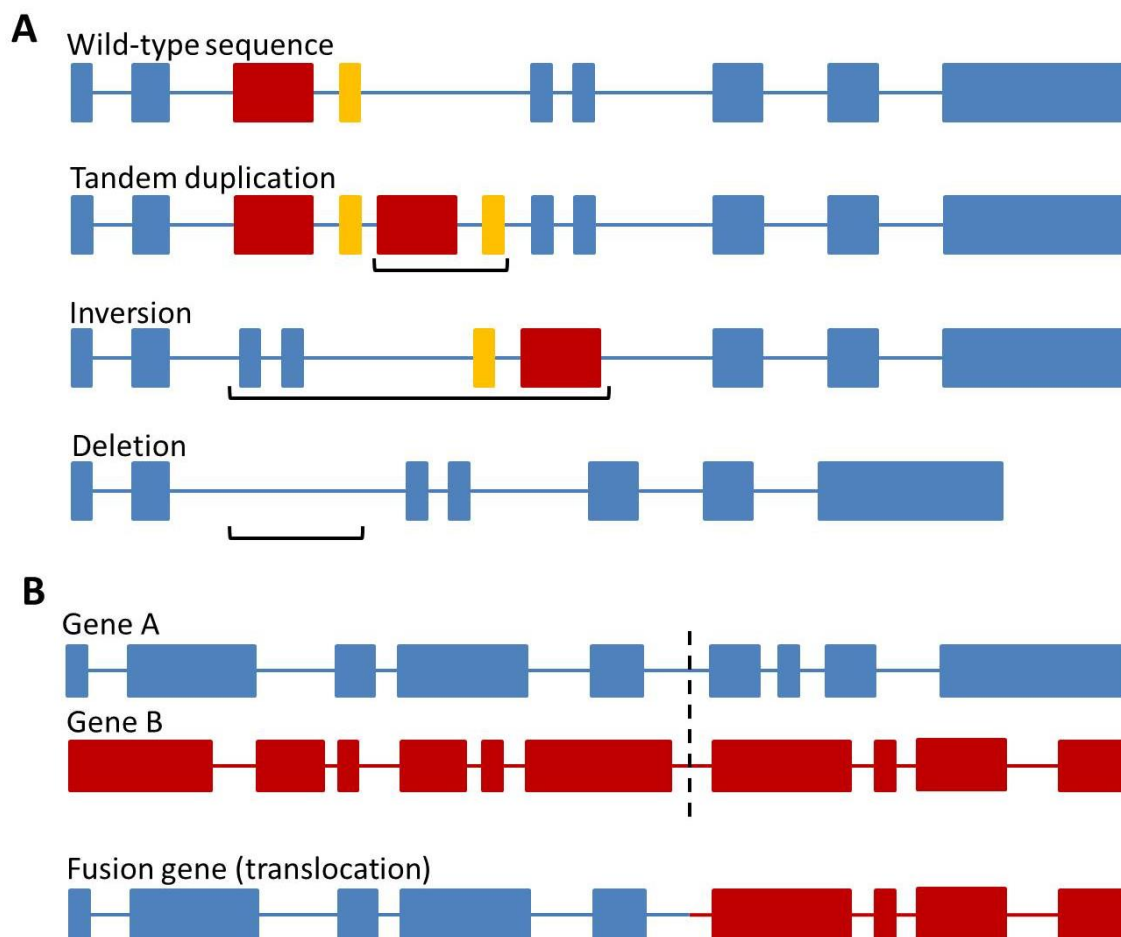 A
Wild-type sequence
Tandem duplication
Inversion
Deletion
B
Gene A
Gene B
Fusion gene (translocation)